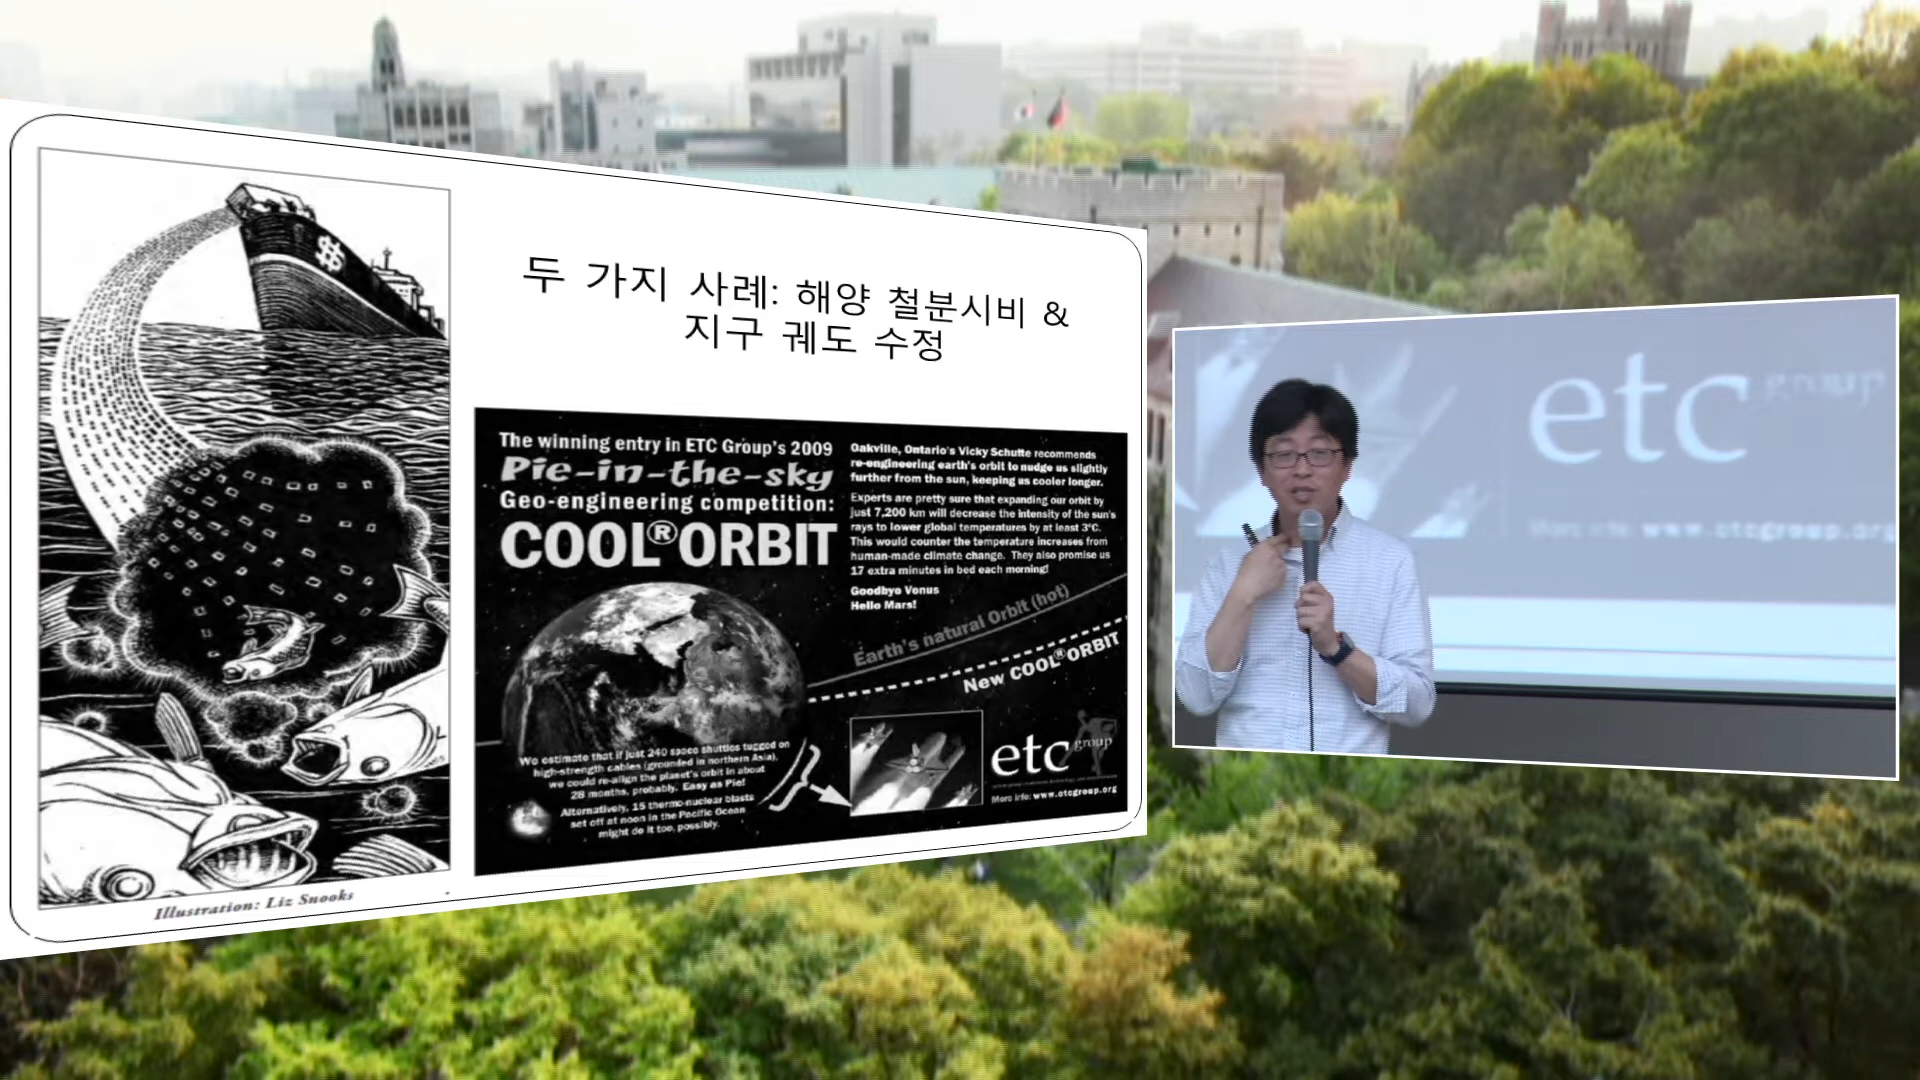 두 가지 사례: 해양 철분시비 &
지구 궤도 수정
The winning entry in ETC Group's 2009
Pie-in-the-sky
Geo-engineering competition:
COOL®ORBIT
Oakville, Ontario's Vicky Schutte recommends
re-engineering earth's orbit to nudge us slightly
further from the sun, keeping us cooler longer.
Experts are pretty sure that expanding our orbit by
just 7,200 km will decrease the intensity of the sun's
rays to lower global temperatures by at least 3°C.
This would counter the temperature increases from
human-made climate change. They also promise us
17 extra minutes in bed each morning!
Goodbye Venus
Hello Mars!
Earth's natural Orbit (hot)
New COOL®ORBIT
We estimate that if just 240 space shuttles tugged on
high-strength cables (grounded in northern Asia),
we could re-align the planet's orbit in about
28 months, probably. Easy as Pie!
Alternatively, 15 thermo-nuclear blasts
set off at noon in the Pacific Ocean
might do it too, possibly.
etc group
More info: www.etcgroup.org
Illustration: Liz Snooks
etc group
More info: www.etcgroup.org